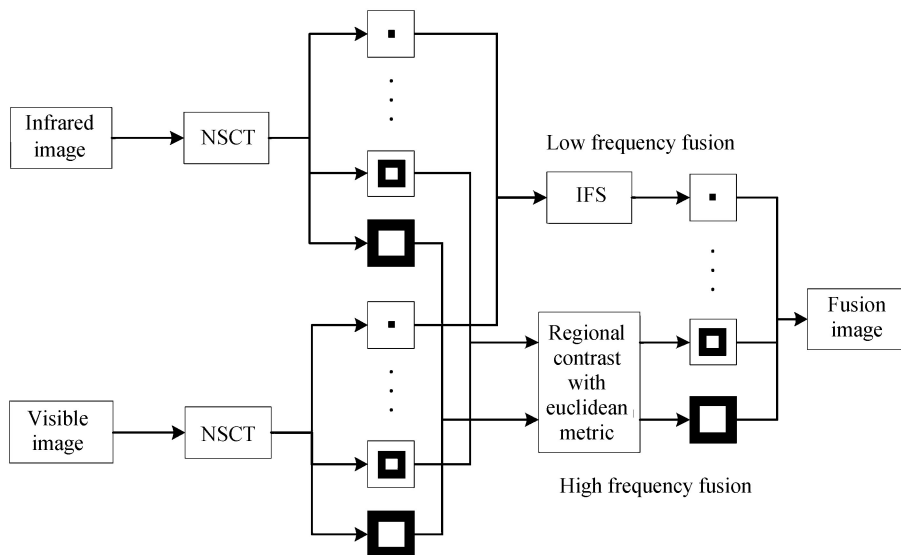 Infrared
image
NSCT
Low frequency fusion
IFS
Visible
image
NSCT
Regional
contrast
with
euclidean
metric
High frequency fusion
Fusion
image